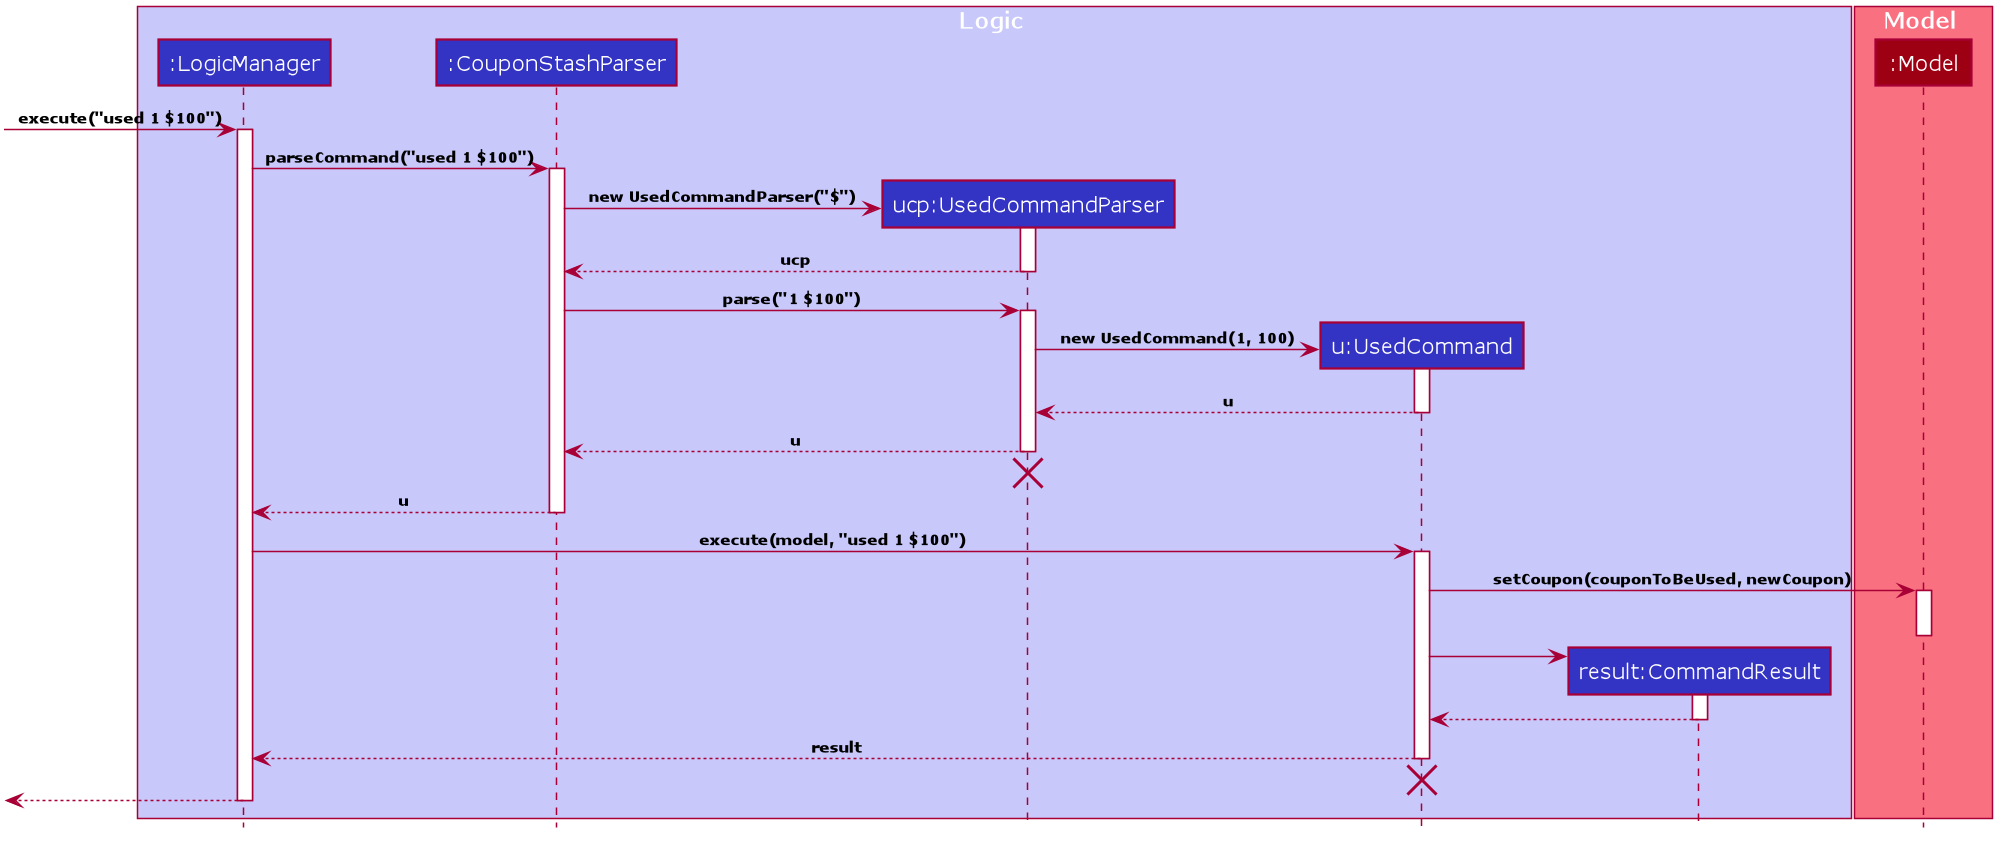 Logic
Model
:LogicManager
:CouponStashParser
:Model
execute("used 1 $100")
parseCommand("used 1 $100")
new UsedCommandParser("$")
ucp:UsedCommandParser
ucp
parse("1 $100")
new UsedCommand(1, 100)
u:UsedCommand
u
u
u
execute(model, "used 1 $100")
setCoupon(couponToBeUsed, newCoupon)
result:CommandResult
result